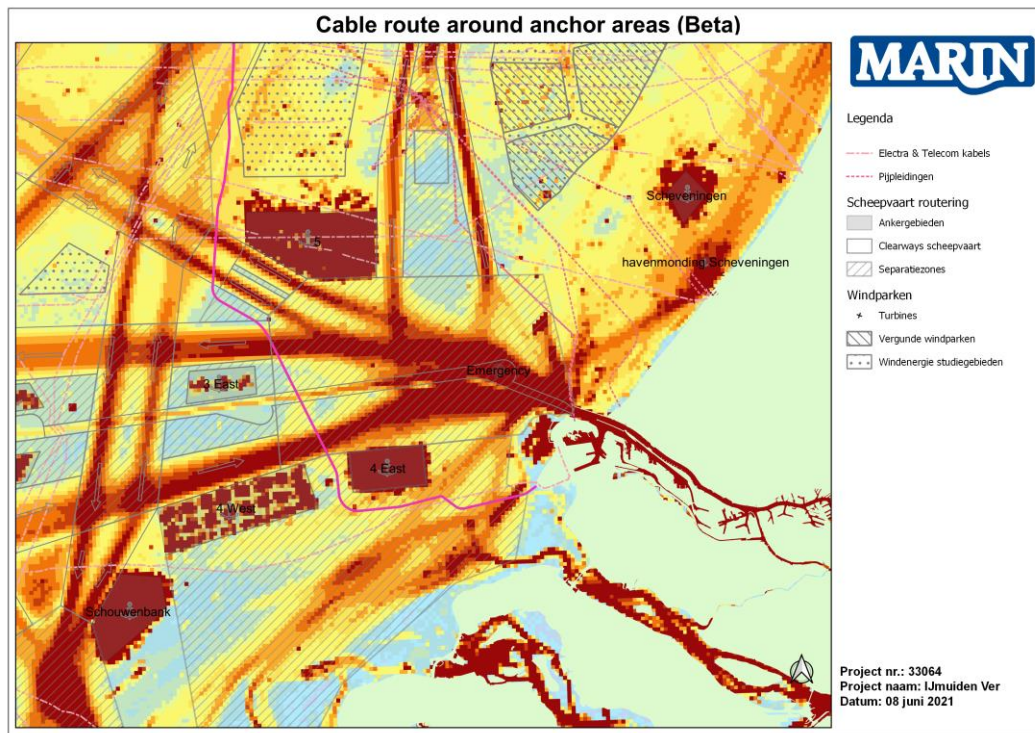 Cable route around anchor areas (Beta)
MARIN
Legenda
Electra & Telecom kabels
Pijpleidingen
Scheepvaart routering
Ankergebieden
Clearways scheepvaart
Separatiezones
Windparken
Turbines
Vergunde windparken
Windenergie studiegebieden
Scheveningen
5
havenmonding Scheveningen
Emergency
3 East
4 East
4 West
Schouwenbank
Project nr.: 33064
Project naam: IJmuiden Ver
Datum: 08 juni 2021